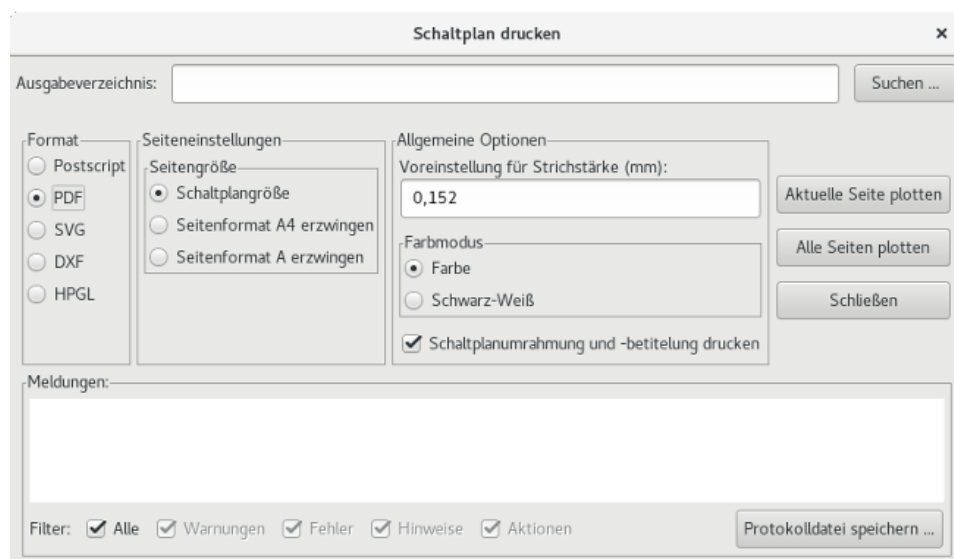 Schaltplan drucken
Ausgabeverzeichnis:
Suchen ...
Format
Postscript
PDF
SVG
DXF
HPGL
Seiteneinstellungen
Seitengröße
Schaltplangröße
Seitenformat A4 erzwingen
Seitenformat A erzwingen
Allgemeine Optionen
Voreinstellung für Strichstärke (mm):
0,152
Farbmodus
Farbe
Schwarz-Weiß
Schaltplanumrahmung und -betitelung drucken
Aktuelle Seite plotten
Alle Seiten plotten
Schließen
Meldungen:
Filter: Alle Warnungen Fehler Hinweise Aktionen
Protokolldatei speichern ...